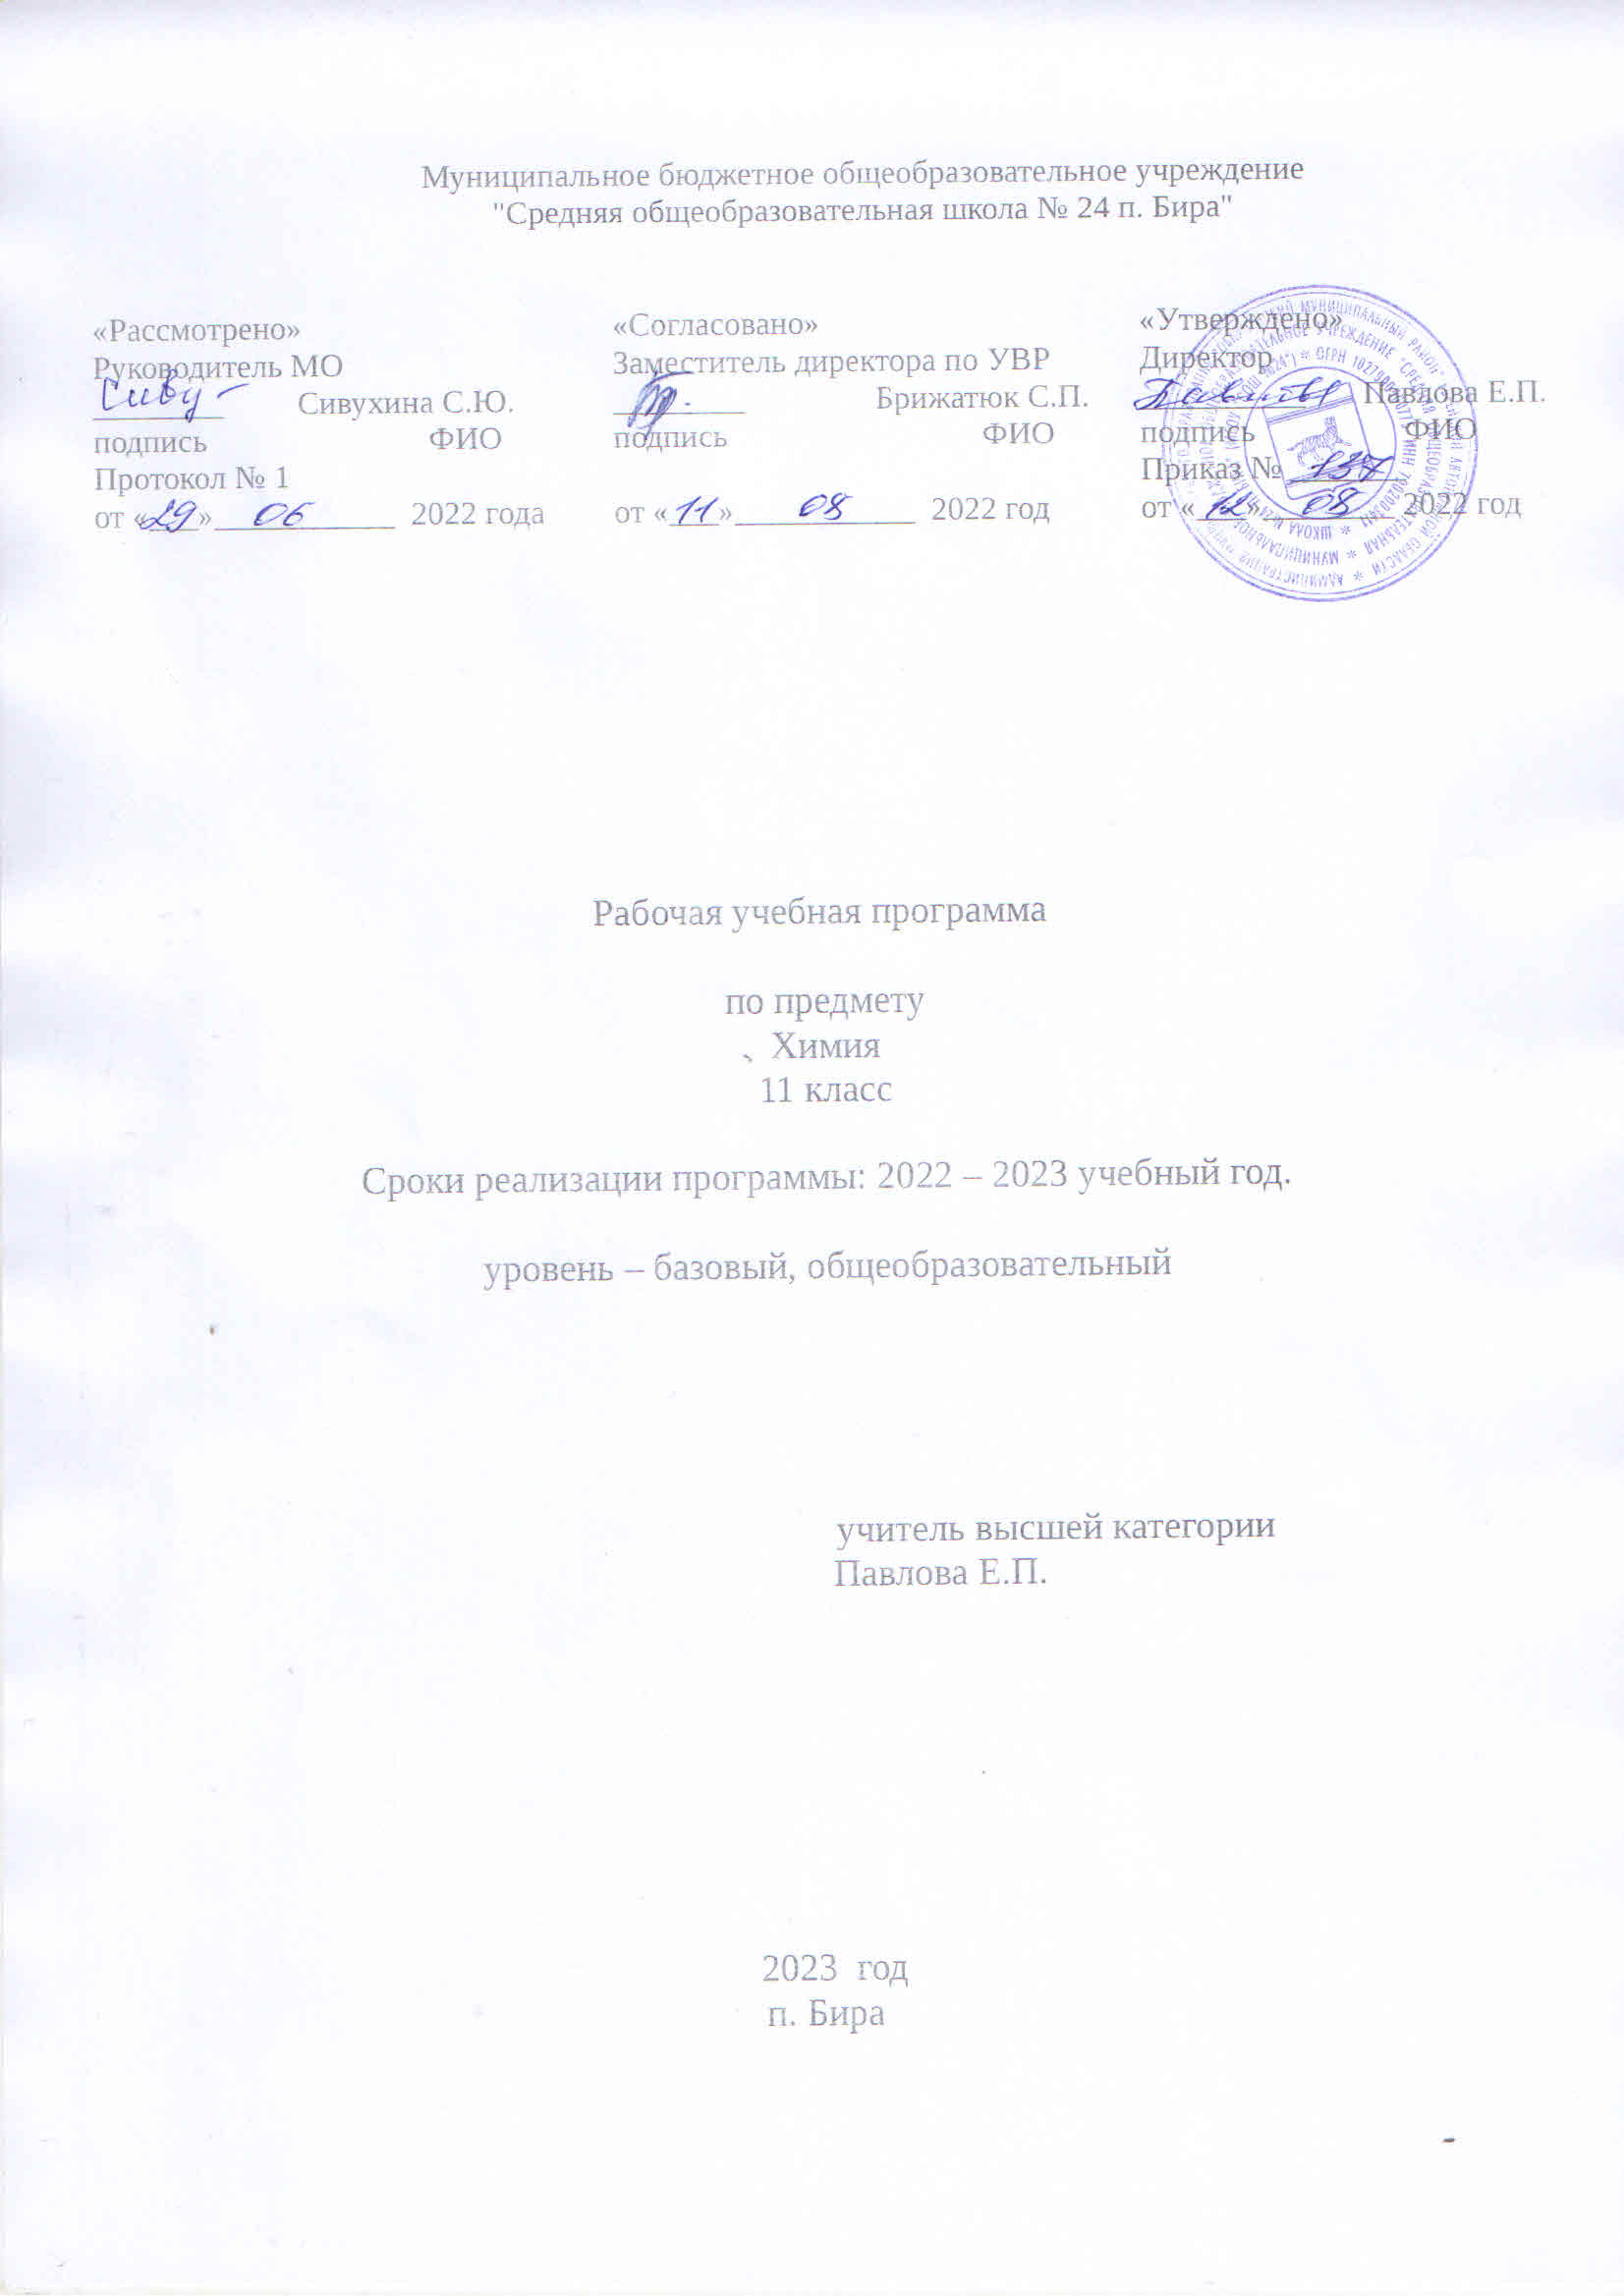 Муниципальное бюджетное общеобразовательное учреждение
"Средняя общеобразовательная школа № 24 п. Бира"
«Рассмотрено»
Руководитель МО
Сиву Сивухина С.Ю.
подпись ФИО
Протокол № 1
от «29» 06 2022 года
«Согласовано»
Заместитель директора по УВР
Брижатюк С.П.
подпись ФИО
от «11» 08 2022 год
«Утверждено»
Директор
Павлова Е.П.
подпись ФИО
Приказ № 137
от «12» 08 2022 год
Рабочая учебная программа
по предмету
Химия
11 класс
Сроки реализации программы: 2022 – 2023 учебный год.
уровень – базовый, общеобразовательный
учитель высшей категории
Павлова Е.П.
2023 год
п. Бира